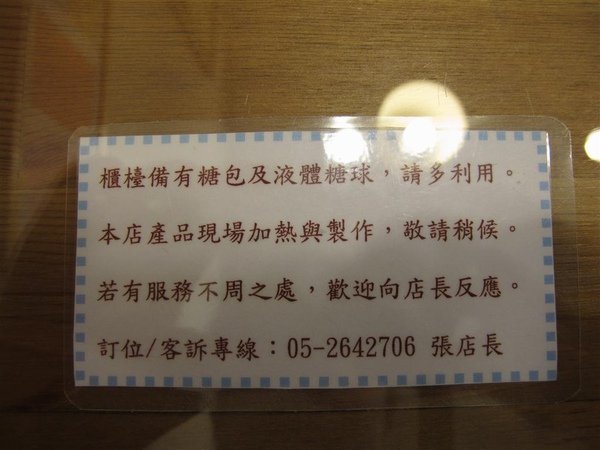 櫃檯備有糖包及液體糖球，請多利用。
本店產品現場加熱與製作，敬請稍候。
若有服務不周之處，歡迎向店長反應。
訂位/客訴專線：05-2642706 張店長